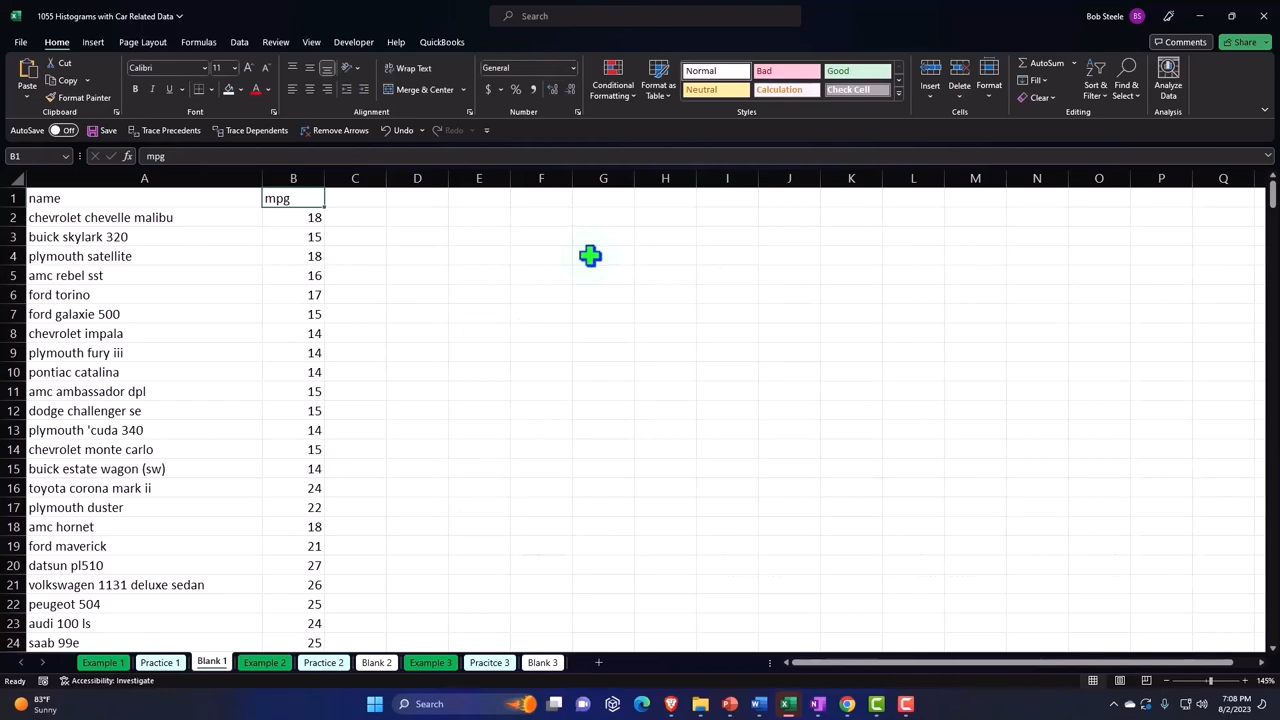 1055 Histograms with Car Related Data
Search
Bob Steele BS
File Home Insert Page Layout Formulas Data Review View Developer Help QuickBooks Comments Share
Paste Cut Copy Format Painter Clipboard
Calibri 11 A A B I U A Font
Wrap Text Merge & Center Alignment
General $ % Number
Conditional Formatting Format as Table
Normal Bad Good
Neutral Calculation Check Cell
Styles
Insert Delete Format Cells
AutoSum Fill Clear Sort & Filter Find & Select Editing
Analyze Data Analysis
AutoSave Off Save Trace Precedents Trace Dependents Remove Arrows Undo Redo
B1 fx mpg
A B C D E F G H I J K L M N O P Q
1 name mpg
2 chevrolet chevelle malibu 18
3 buick skylark 320 15
4 plymouth satellite 18
5 amc rebel sst 16
6 ford torino 17
7 ford galaxie 500 15
8 chevrolet impala 14
9 plymouth fury iii 14
10 pontiac catalina 14
11 amc ambassador dpl 15
12 dodge challenger se 15
13 plymouth 'cuda 340 14
14 chevrolet monte carlo 15
15 buick estate wagon (sw) 14
16 toyota corona mark ii 24
17 plymouth duster 22
18 amc hornet 18
19 ford maverick 21
20 datsun pl510 27
21 volkswagen 1131 deluxe sedan 26
22 peugeot 504 25
23 audi 100 ls 24
24 saab 99e 25
Example 1 Practice 1 Blank 1 Example 2 Practice 2 Blank 2 Example 3 Pracitce 3 Blank 3
Ready Accessibility: Investigate 145%
83°F
Sunny
Search
7:08 PM
8/2/2023